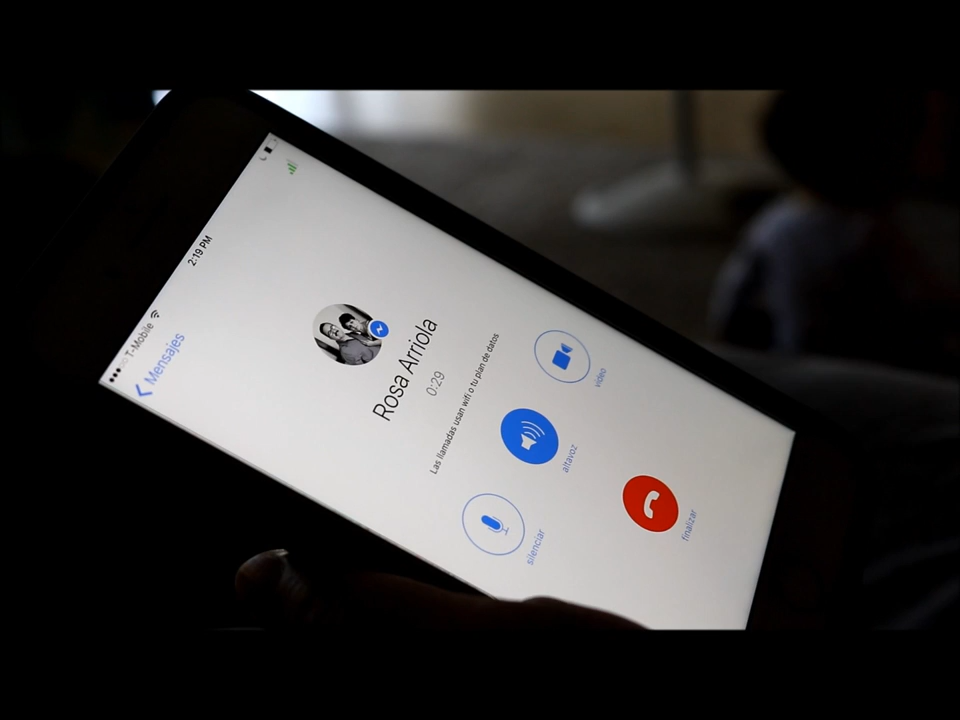 T-Mobile
2:19 PM
Mensajes
Rosa Arriola
0:29
Las llamadas usan wifi o tu plan de datos
silenciar
altavoz
video
finalizar